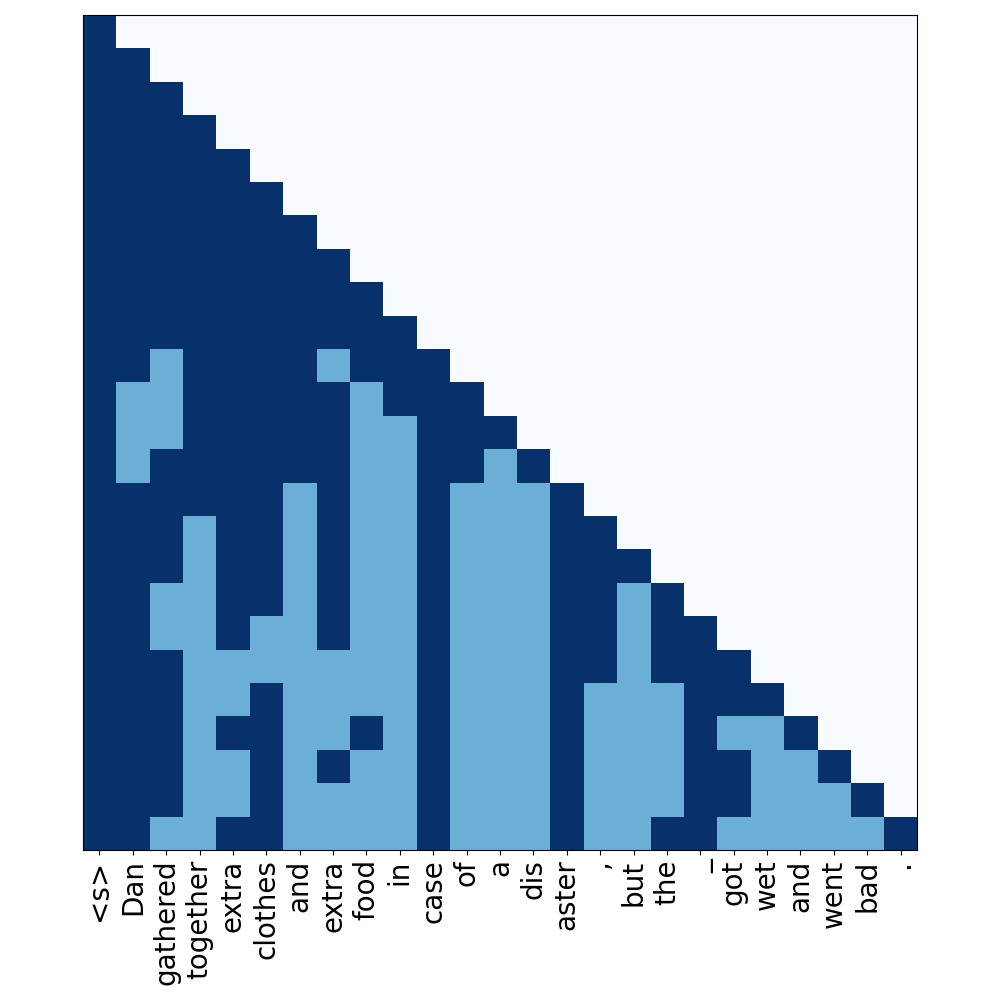 <s> Dan gathered together extra clothes and extra food in case of a dis aster , but the _ got wet and went bad .